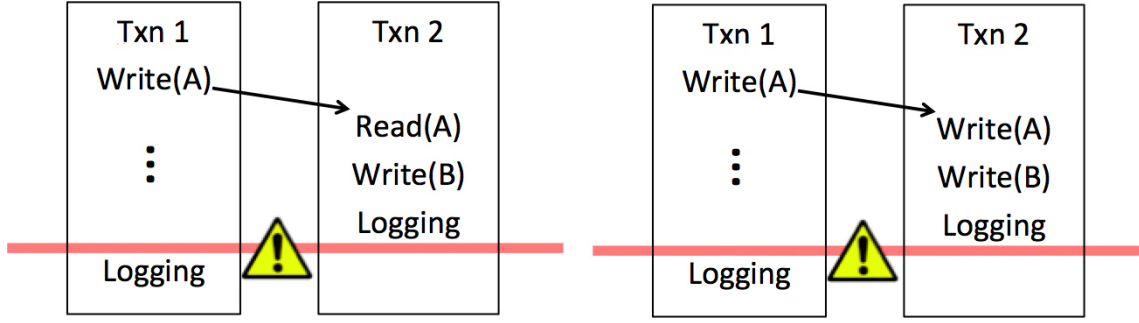 Txn 1
Write(A)
⋮
Logging
Txn 2
Read(A)
Write(B)
Logging
Txn 1
Write(A)
⋮
Logging
Txn 2
Write(A)
Write(B)
Logging